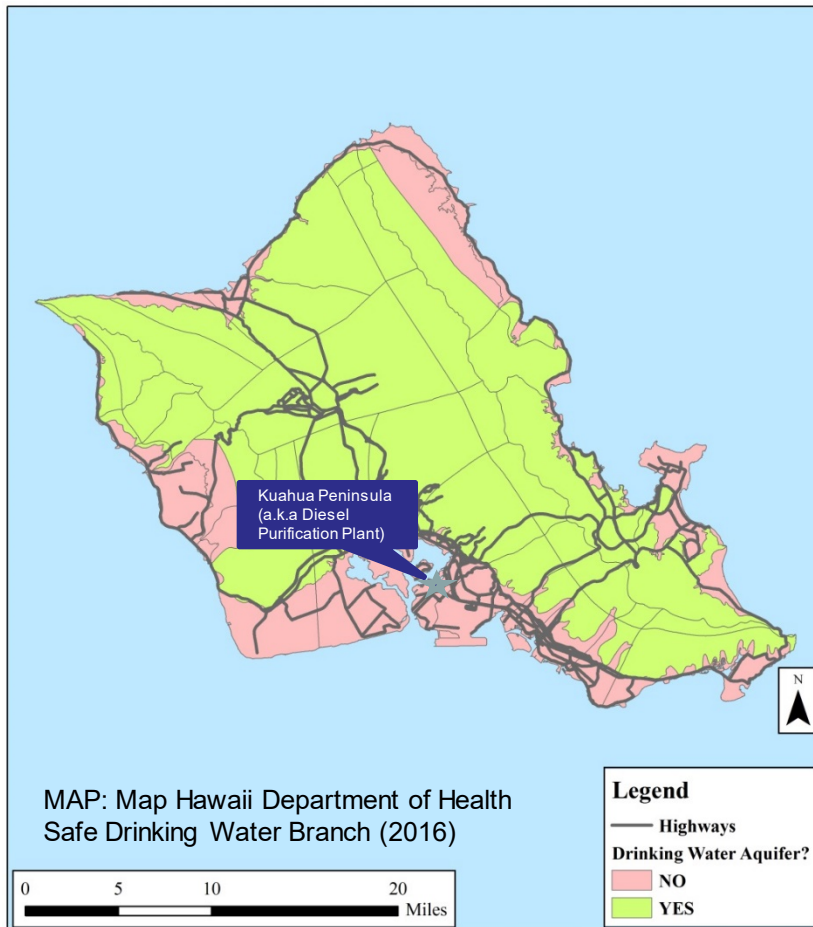 Kuahua Peninsula
(a.k.a Diesel
Purification Plant)
N
MAP: Map Hawaii Department of Health
Safe Drinking Water Branch (2016)
0 5 10 20
Miles
Legend
Highways
Drinking Water Aquifer?
NO
YES